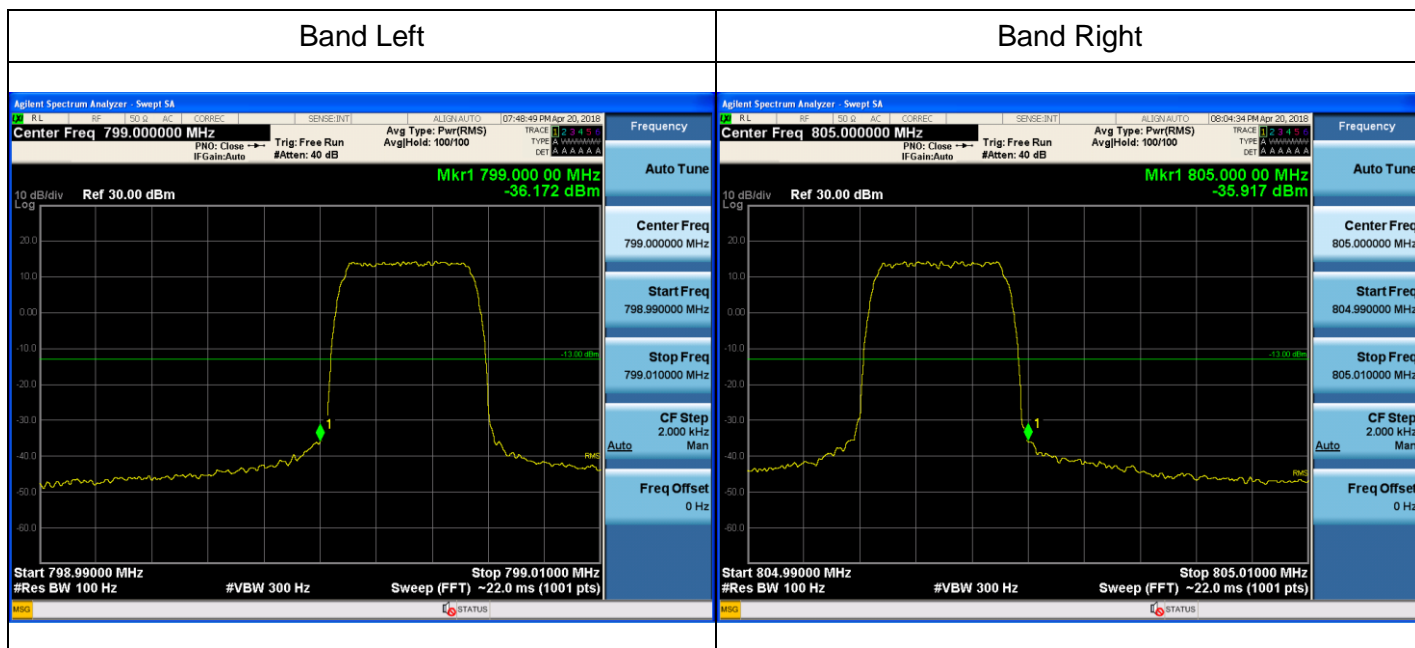 Band Left
Agilent Spectrum Analyzer - Swept SA
RL RF 50 Ω AC CORREC SENSE:INT ALIGN AUTO 07:48:49 PM Apr 20, 2018
Center Freq 799.000000 MHz
PNO: Close
IFGain:Auto
Trig: Free Run
#Atten: 40 dB
Avg Type: Pwr(RMS)
Avg|Hold: 100/100
TRACE 1 2 3 4 5 6
TYPE A
DET A A A A A A
Mkr1 799.000 00 MHz
-36.172 dBm
10 dB/div Ref 30.00 dBm
Log
20.0
10.0
0.00
-10.0
-13.00 dBm
-20.0
-30.0
1
-40.0
RMS
-50.0
-60.0
Start 798.99000 MHz Stop 799.01000 MHz
#Res BW 100 Hz #VBW 300 Hz Sweep (FFT) ~22.0 ms (1001 pts)
MSG STATUS
Frequency
Auto Tune
Center Freq
799.000000 MHz
Start Freq
798.990000 MHz
Stop Freq
799.010000 MHz
CF Step
2.000 kHz
Auto Man
Freq Offset
0 Hz
Band Right
Agilent Spectrum Analyzer - Swept SA
RL RF 50 Ω AC CORREC SENSE:INT ALIGN AUTO 08:04:34 PM Apr 20, 2018
Center Freq 805.000000 MHz
PNO: Close
IFGain:Auto
Trig: Free Run
#Atten: 40 dB
Avg Type: Pwr(RMS)
Avg|Hold: 100/100
TRACE 1 2 3 4 5 6
TYPE A
DET A A A A A A
Mkr1 805.000 00 MHz
-35.917 dBm
10 dB/div Ref 30.00 dBm
Log
20.0
10.0
0.00
-10.0
-13.00 dBm
-20.0
-30.0
1
-40.0
RMS
-50.0
-60.0
Start 804.99000 MHz Stop 805.01000 MHz
#Res BW 100 Hz #VBW 300 Hz Sweep (FFT) ~22.0 ms (1001 pts)
MSG STATUS
Frequency
Auto Tune
Center Freq
805.000000 MHz
Start Freq
804.990000 MHz
Stop Freq
805.010000 MHz
CF Step
2.000 kHz
Auto Man
Freq Offset
0 Hz